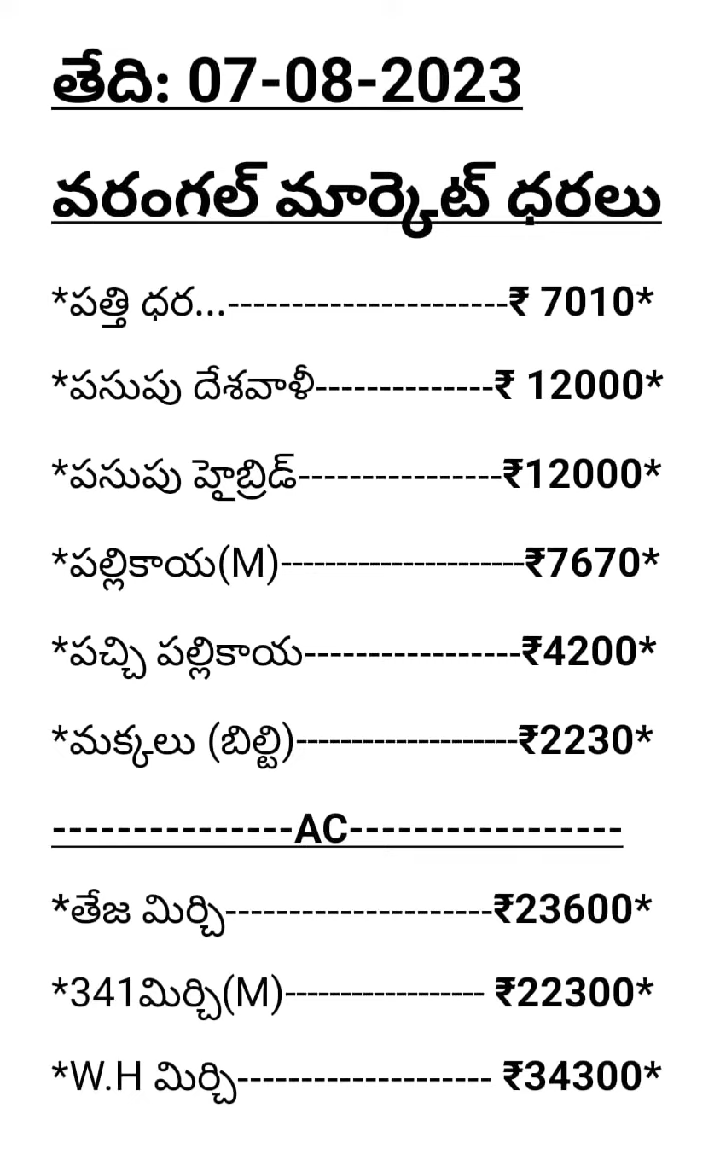 తేది: 07-08-2023
వరంగల్ మార్కెట్ ధరలు
*పత్తి ధర...----------------------₹ 7010*
*పసుపు దేశవాళీ--------------₹ 12000*
*పసుపు హైబ్రిడ్----------------₹12000*
*పల్లికాయ(M)----------------------₹7670*
*పచ్చి పల్లికాయ-----------------₹4200*
*మక్కలు (బిల్టి)--------------------₹2230*
---------------AC-----------------
*తేజ మిర్చి---------------------₹23600*
*341మిర్చి(M)------------------ ₹22300*
*W.H మిర్చి-------------------- ₹34300*